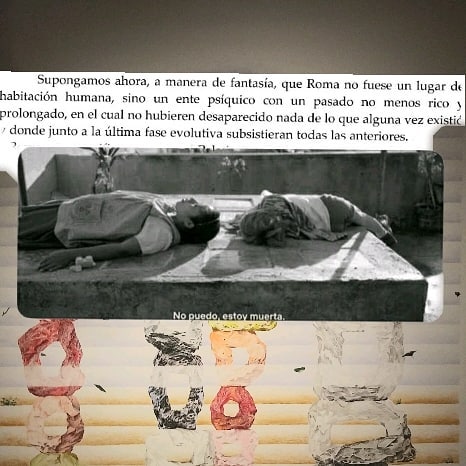 Supongamos ahora, a manera de fantasía, que Roma no fuese un lugar de
habitación humana, sino un ente psíquico con un pasado no menos rico y
prolongado, en el cual no hubieren desaparecido nada de lo que alguna vez existió
y donde junto a la última fase evolutiva subsistieran todas las anteriores.
No puedo, estoy muerta.